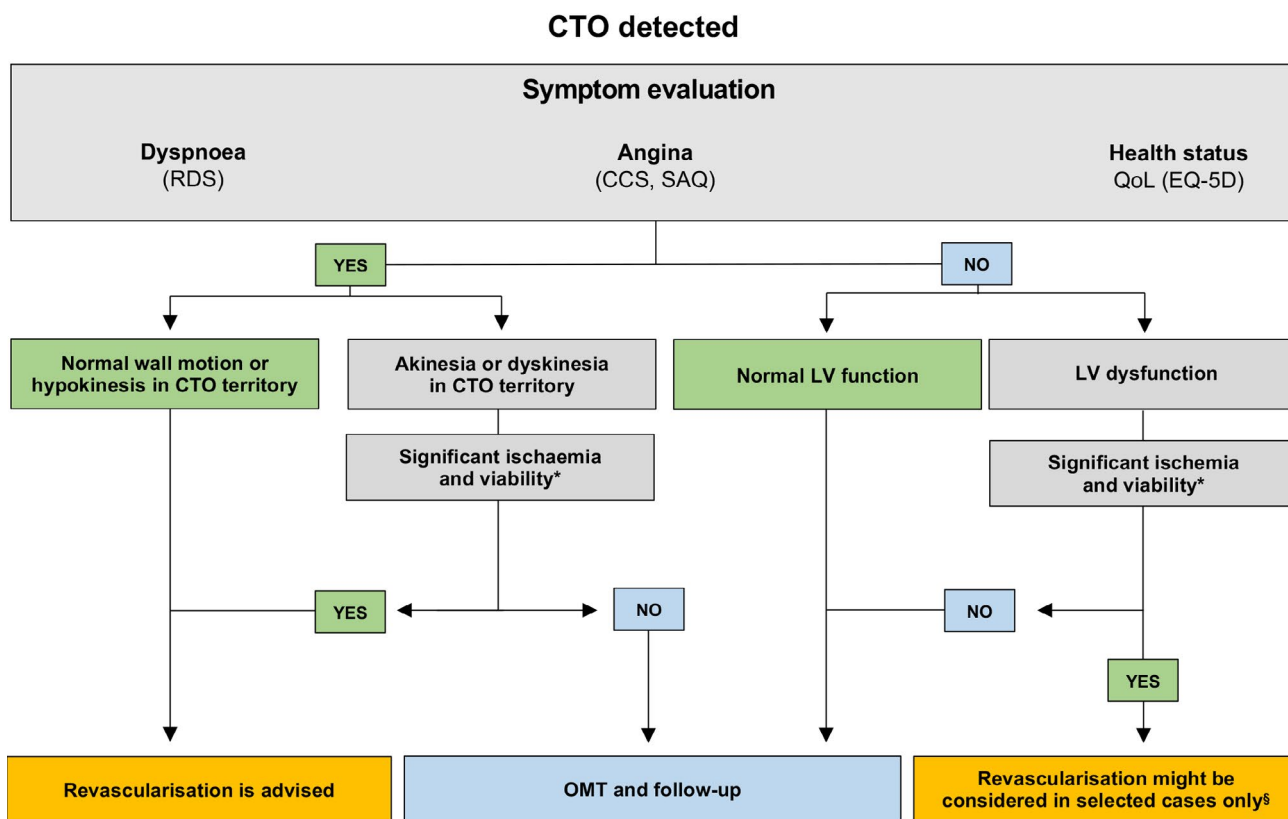 CTO detected
Symptom evaluation
Dyspnoea
(RDS)
Angina
(CCS, SAQ)
Health status
QoL (EQ-5D)
YES
NO
Normal wall motion or
hypokinesis in CTO territory
Akinesia or dyskinesia
in CTO territory
Normal LV function
LV dysfunction
Significant ischaemia
and viability*
Significant ischemia
and viability*
YES
NO
NO
YES
Revascularisation is advised
OMT and follow-up
Revascularisation might be
considered in selected cases only§